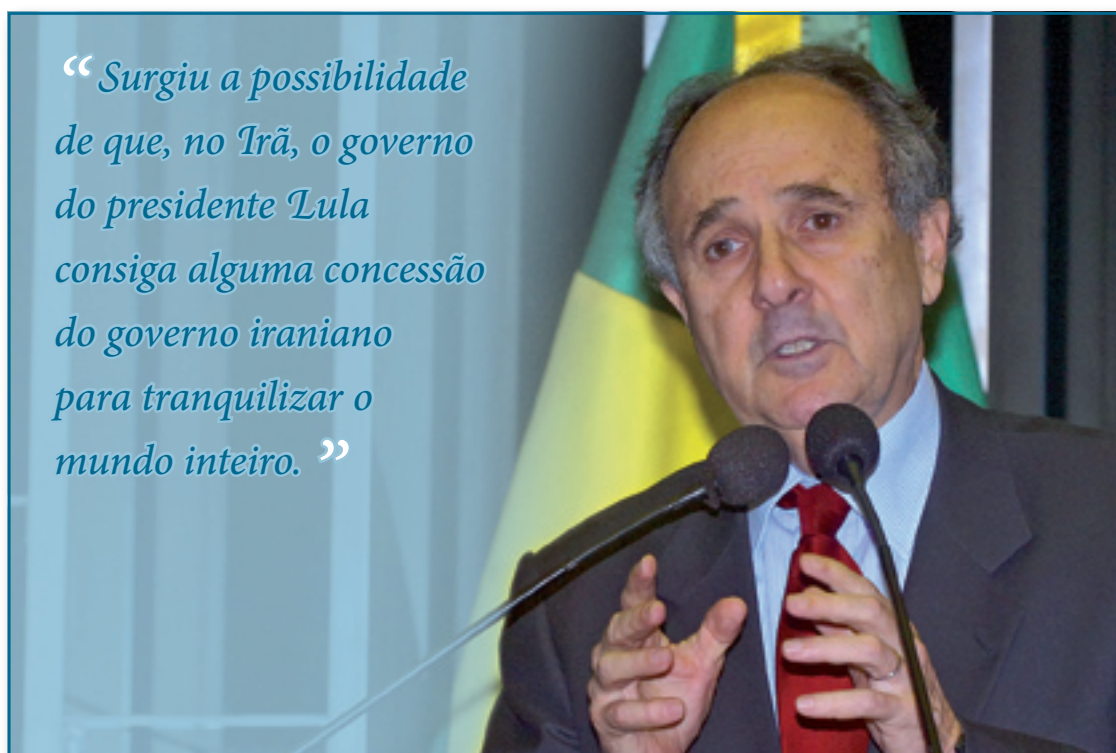 “ Surgiu a possibilidade
de que, no Irã, o governo
do presidente Lula
consiga alguma concessão
do governo iraniano
para tranquilizar o
mundo inteiro. ”